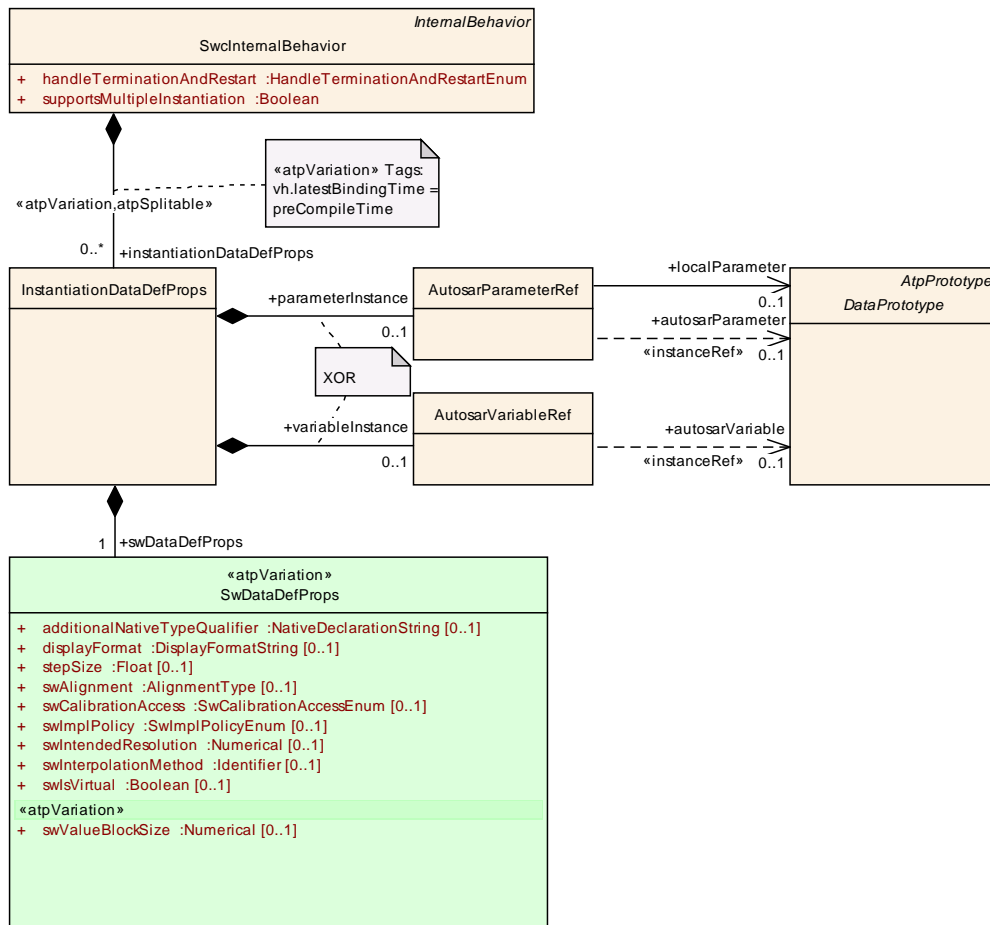 InternalBehavior
SwcInternalBehavior
+ handleTerminationAndRestart :HandleTerminationAndRestartEnum
+ supportsMultipleInstantiation :Boolean
«atpVariation» Tags:
vh.latestBindingTime =
preCompileTime
«atpVariation,atpSplitable»
0..* +instantiationDataDefProps
InstantiationDataDefProps
+parameterInstance
0..1
AutosarParameterRef
+localParameter
0..1
+autosarParameter
«instanceRef» 0..1
AtpPrototype
DataPrototype
XOR
+variableInstance
0..1
AutosarVariableRef
+autosarVariable
«instanceRef» 0..1
1 +swDataDefProps
«atpVariation»
SwDataDefProps
+ additionalNativeTypeQualifier :NativeDeclarationString [0..1]
+ displayFormat :DisplayFormatString [0..1]
+ stepSize :Float [0..1]
+ swAlignment :AlignmentType [0..1]
+ swCalibrationAccess :SwCalibrationAccessEnum [0..1]
+ swImplPolicy :SwImplPolicyEnum [0..1]
+ swIntendedResolution :Numerical [0..1]
+ swInterpolationMethod :Identifier [0..1]
+ swIsVirtual :Boolean [0..1]
«atpVariation»
+ swValueBlockSize :Numerical [0..1]